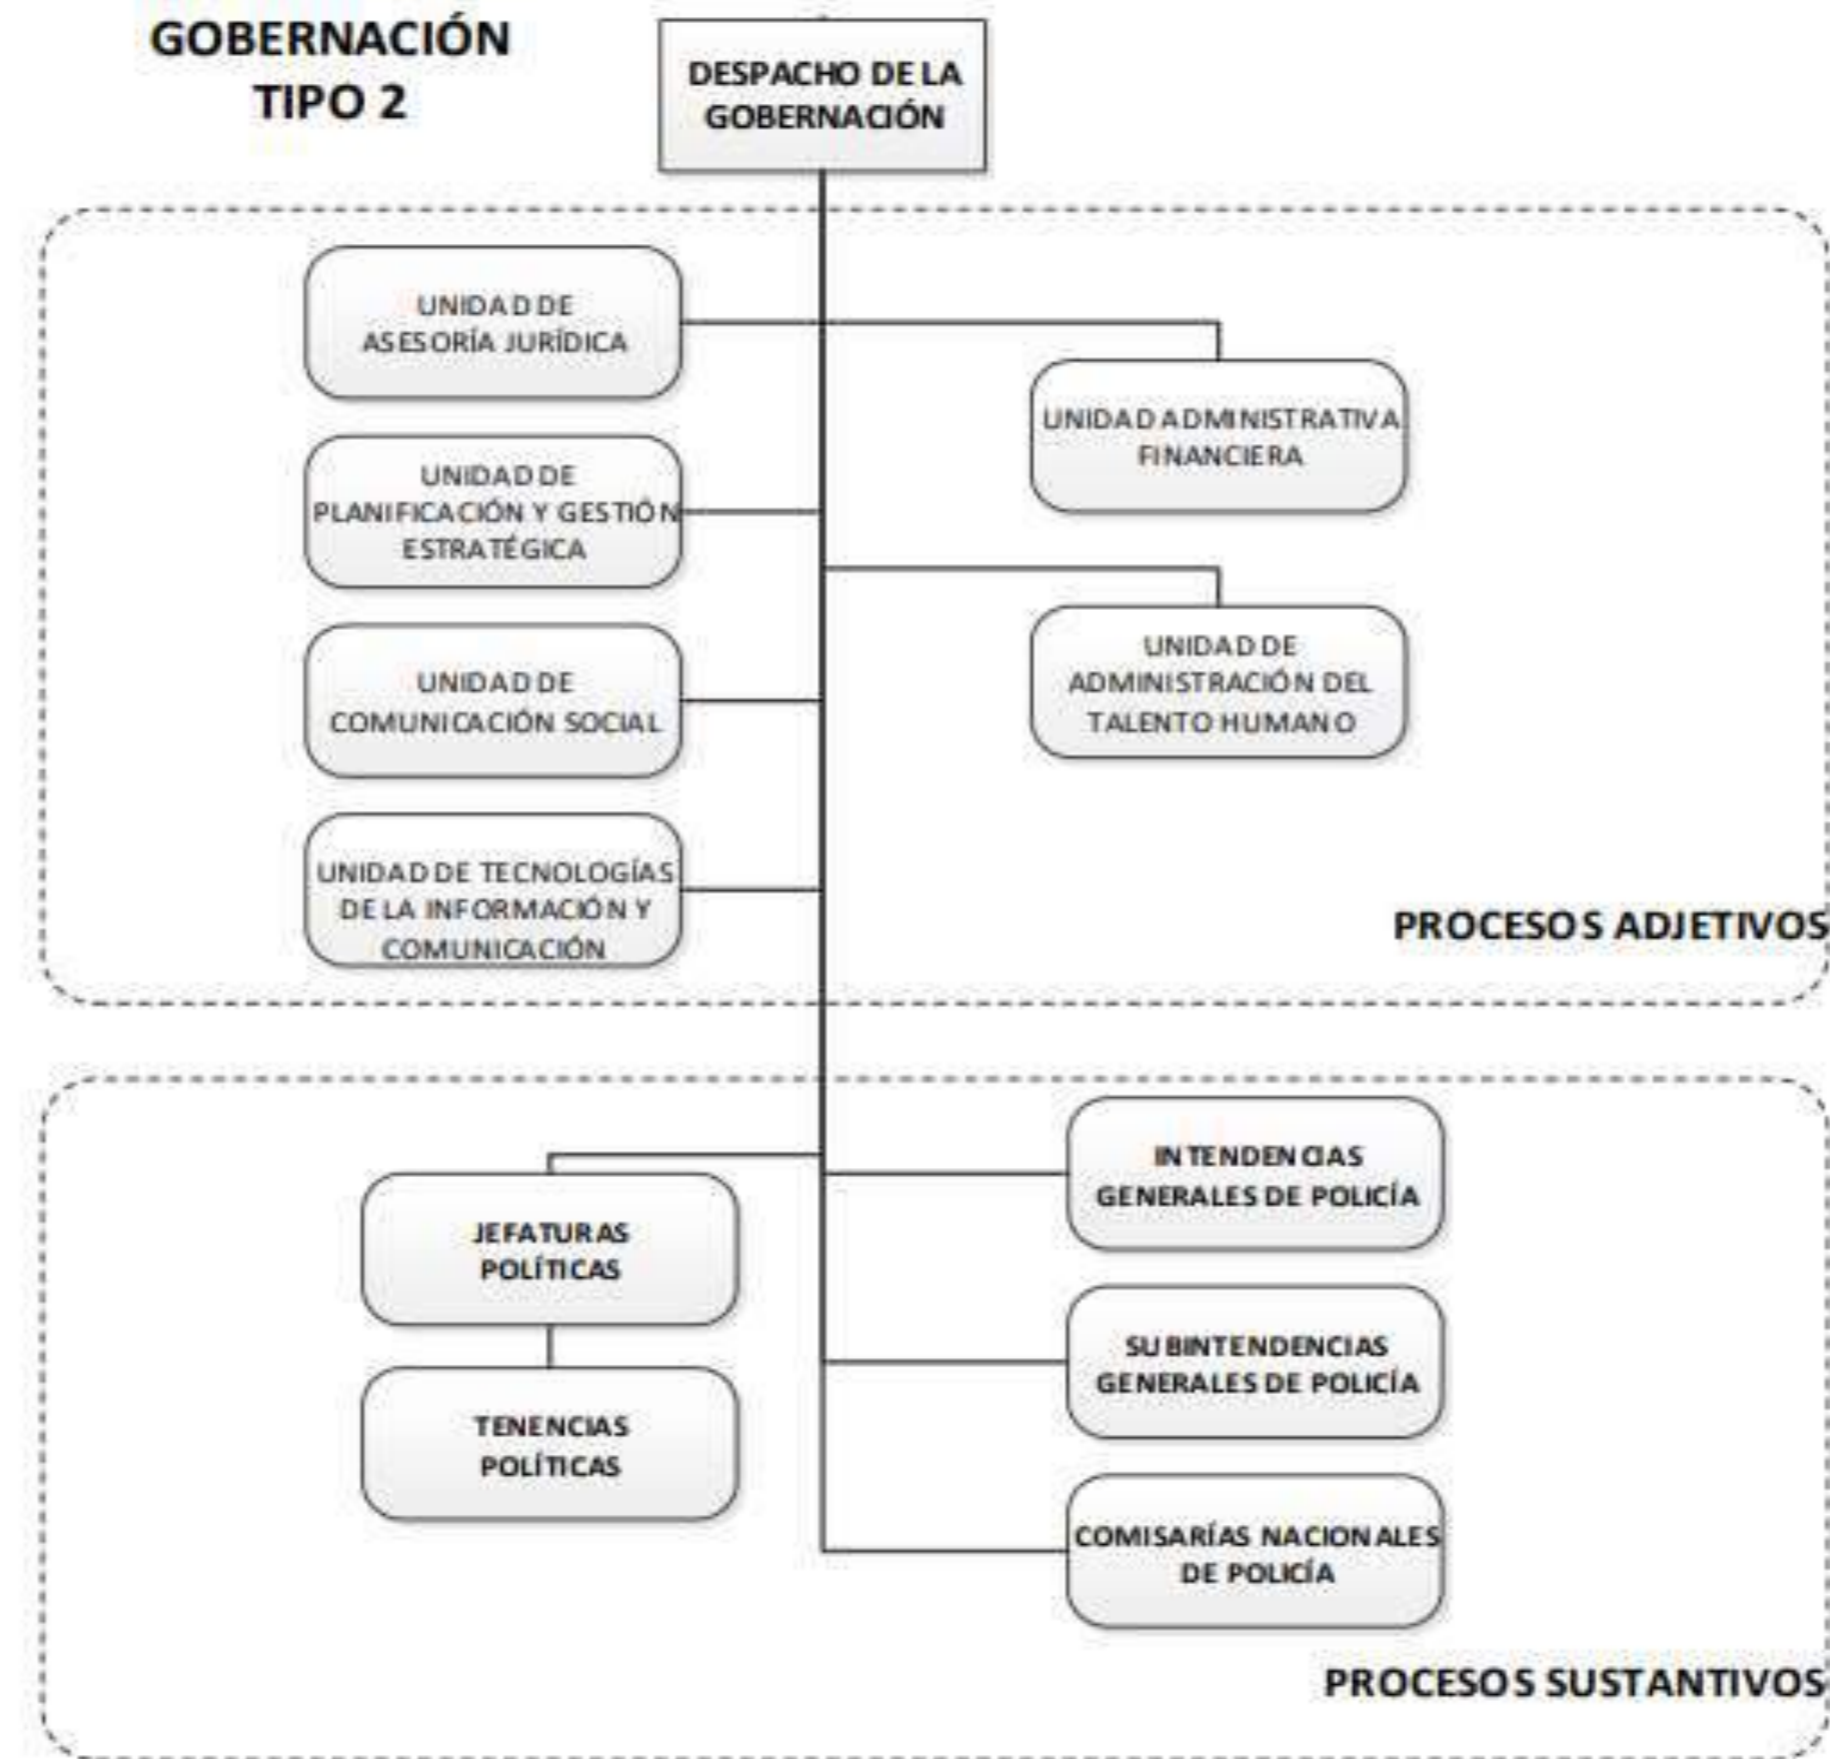 GOBERNACIÓN
TIPO 2
DESPACHO DE LA
GOBERNACIÓN
UNIDAD DE
ASESORÍA JURÍDICA
UNIDAD ADMINISTRATIVA
FINANCIERA
UNIDAD DE
PLANIFICACIÓN Y GESTIÓN
ESTRATÉGICA
UNIDAD DE
ADMINISTRACIÓN DEL
TALENTO HUMANO
UNIDAD DE
COMUNICACIÓN SOCIAL
UNIDAD DE TECNOLOGÍAS
DE LA INFORMACIÓN Y
COMUNICACIÓN
PROCESOS ADJETIVOS
INTENDENCIAS
GENERALES DE POLICÍA
JEFATURAS
POLÍTICAS
SUBINTENDENCIAS
GENERALES DE POLICÍA
TENENCIAS
POLÍTICAS
COMISARÍAS NACIONALES
DE POLICÍA
PROCESOS SUSTANTIVOS